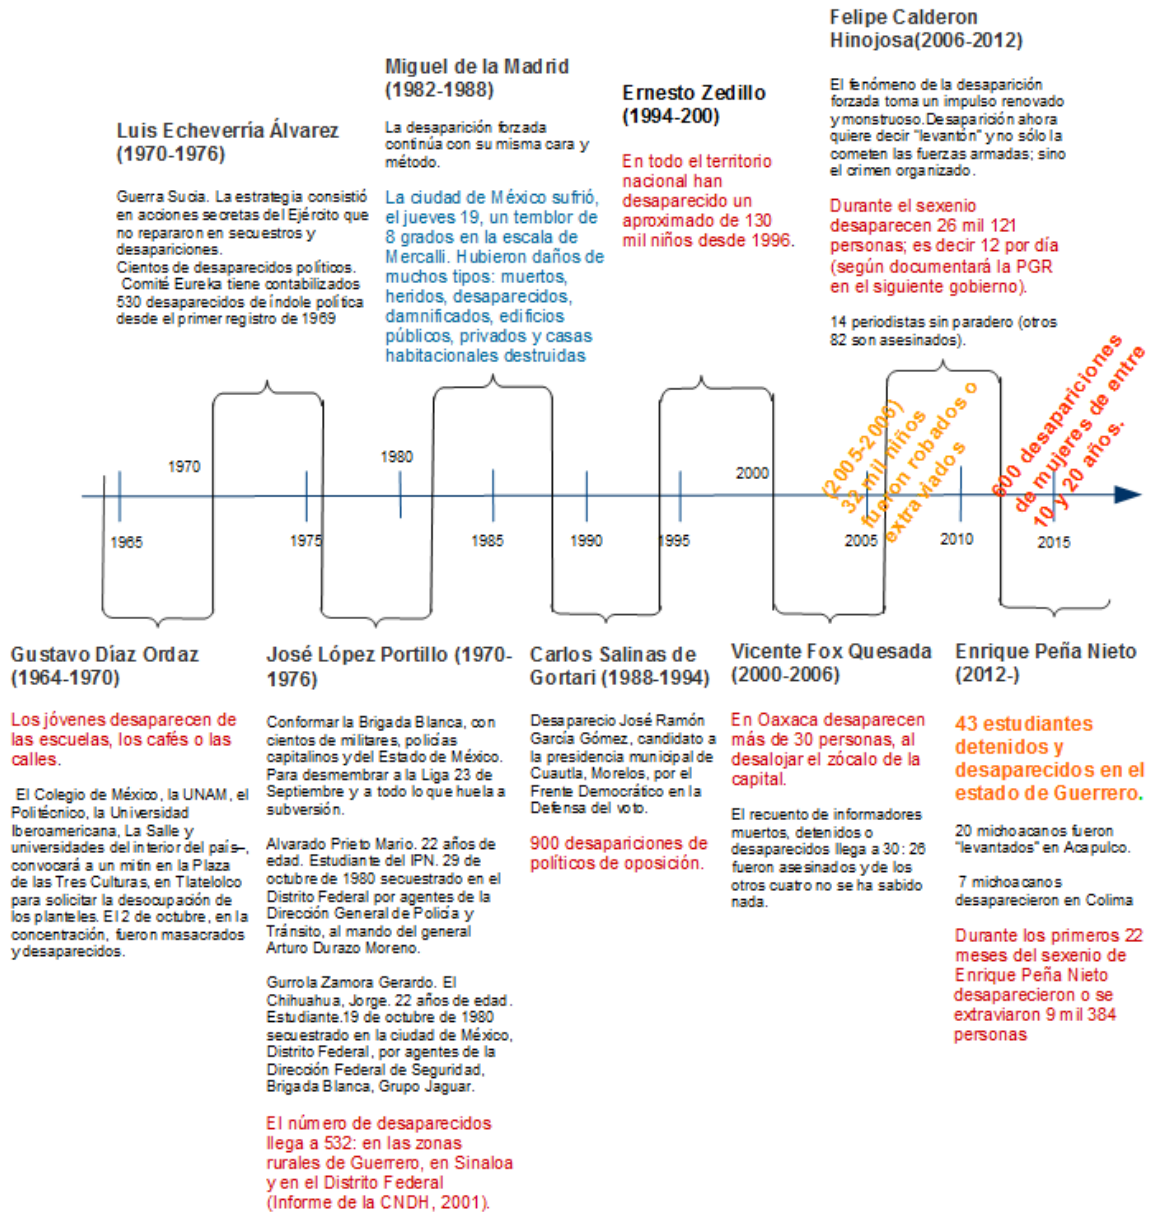 Felipe Calderon
Hinojosa(2006-2012)
El fenómeno de la desaparición
forzada toma un impulso renovado
y monstruoso.Desaparición ahora
quiere decir "levantón" y no sólo la
cometen las fuerzas armadas; sino
el crimen organizado.
Durante el sexenio
desaparecen 26 mil 121
personas; es decir 12 por día
(según documentará la PGR
en el siguiente gobierno).
14 periodistas sin paradero (otros
82 son asesinados).
Miguel de la Madrid
(1982-1988)
La desaparición forzada
continúa con su misma cara y
método.
La ciudad de México sufrió,
el jueves 19, un temblor de
8 grados en la escala de
Mercalli. Hubieron daños de
muchos tipos: muertos,
heridos, desaparecidos,
damnificados, edificios
públicos, privados y casas
habitacionales destruidas
Ernesto Zedillo
(1994-200)
En todo el territorio
nacional han
desaparecido un
aproximado de 130
mil niños desde 1996.
Luis Echeverría Álvarez
(1970-1976)
Guerra Sucia. La estrategia consistió
en acciones secretas del Ejército que
no repararon en secuestros y
desapariciones.
Cientos de desaparecidos políticos.
Comité Eureka tiene contabilizados
530 desaparecidos de índole política
desde el primer registro de 1969
1970
1980
2000
(2005-2006)
32 mil niños
fueron robados o
extraviados
600 desapariciones
de mujeres de entre
10 y 20 años.
1965
1975
1985
1990
1995
2005
2010
2015
Gustavo Díaz Ordaz
(1964-1970)
Los jóvenes desaparecen de
las escuelas, los cafés o las
calles.
El Colegio de México, la UNAM, el
Politécnico, la Universidad
Iberoamericana, La Salle y
universidades del interior del país–,
convocará a un mitin en la Plaza
de las Tres Culturas, en Tlatelolco
para solicitar la desocupación de
los planteles. El 2 de octubre, en la
concentración, fueron masacrados
y desaparecidos.
José López Portillo (1970-
1976)
Conformar la Brigada Blanca, con
cientos de militares, policías
capitalinos y del Estado de México.
Para desmembrar a la Liga 23 de
Septiembre y a todo lo que huela a
subversión.
Alvarado Prieto Mario. 22 años de
edad. Estudiante del IPN. 29 de
octubre de 1980 secuestrado en el
Distrito Federal por agentes de la
Dirección General de Policía y
Tránsito, al mando del general
Arturo Durazo Moreno.
Gurrola Zamora Gerardo. El
Chihuahua, Jorge. 22 años de edad.
Estudiante.19 de octubre de 1980
secuestrado en la ciudad de México,
Distrito Federal, por agentes de la
Dirección Federal de Seguridad,
Brigada Blanca, Grupo Jaguar.
El número de desaparecidos
llega a 532: en las zonas
rurales de Guerrero, en Sinaloa
y en el Distrito Federal
(Informe de la CNDH, 2001).
Carlos Salinas de
Gortari (1988-1994)
Desaparecio José Ramón
García Gómez, candidato a
la presidencia municipal de
Cuautla, Morelos, por el
Frente Democrático en la
Defensa del voto.
900 desapariciones de
políticos de oposición.
Vicente Fox Quesada
(2000-2006)
En Oaxaca desaparecen
más de 30 personas, al
desalojar el zócalo de la
capital.
El recuento de informadores
muertos, detenidos o
desaparecidos llega a 30: 26
fueron asesinados y de los
otros cuatro no se ha sabido
nada.
Enrique Peña Nieto
(2012-)
43 estudiantes
detenidos y
desaparecidos en el
estado de Guerrero.
20 michoacanos fueron
"levantados" en Acapulco.
7 michoacanos
desaparecieron en Colima
Durante los primeros 22
meses del sexenio de
Enrique Peña Nieto
desaparecieron o se
extraviaron 9 mil 384
personas